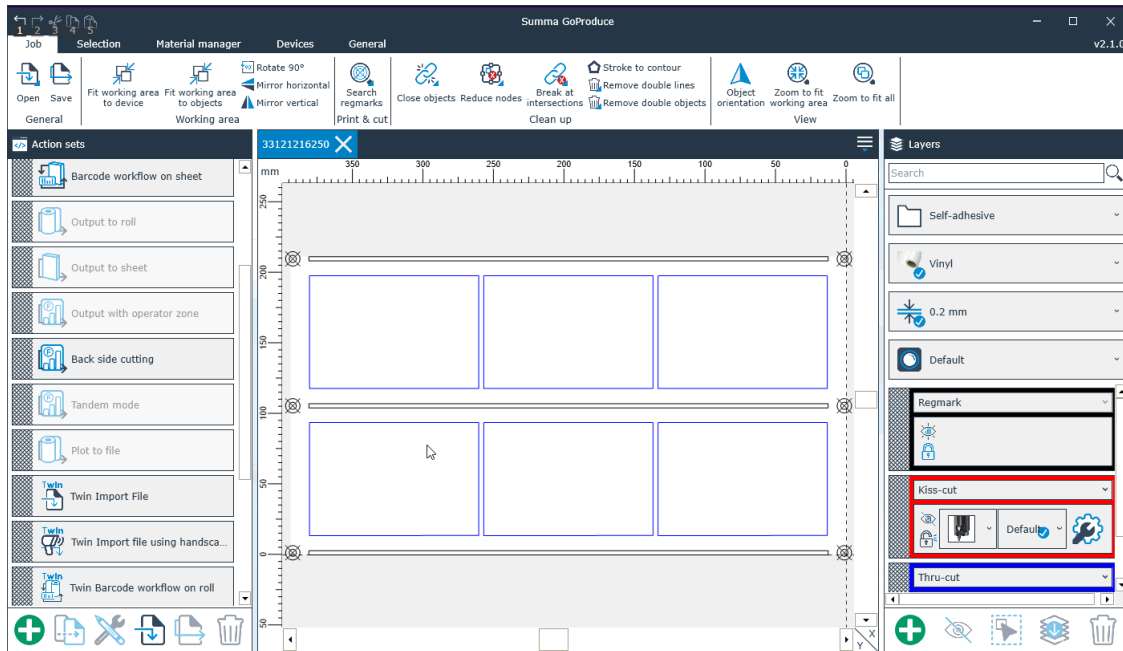 Summa GoProduce
1 2 3 4 5
Job Selection Material manager Devices General v2.1.0
Open Save
General
Fit working area to device
Fit working area to objects
Rotate 90°
Mirror horizontal
Mirror vertical
Working area
Search regmarks
Print & cut
Close objects
Reduce nodes
Break at intersections
Stroke to contour
Remove double lines
Remove double objects
Clean up
Object orientation
Zoom to fit working area
Zoom to fit all
View
Action sets
Barcode workflow on sheet
Output to roll
Output to sheet
Output with operator zone
Back side cutting
Tandem mode
Plot to file
Twin Import File
Twin Import file using handsca...
Twin Barcode workflow on roll
33121216250
mm
350 300 250 200 150 100 50 0
250
200
150
100
50
0
50
X
Y
Layers
Search
Self-adhesive
Vinyl
0.2 mm
Default
Regmark
Kiss-cut
Default
Thru-cut